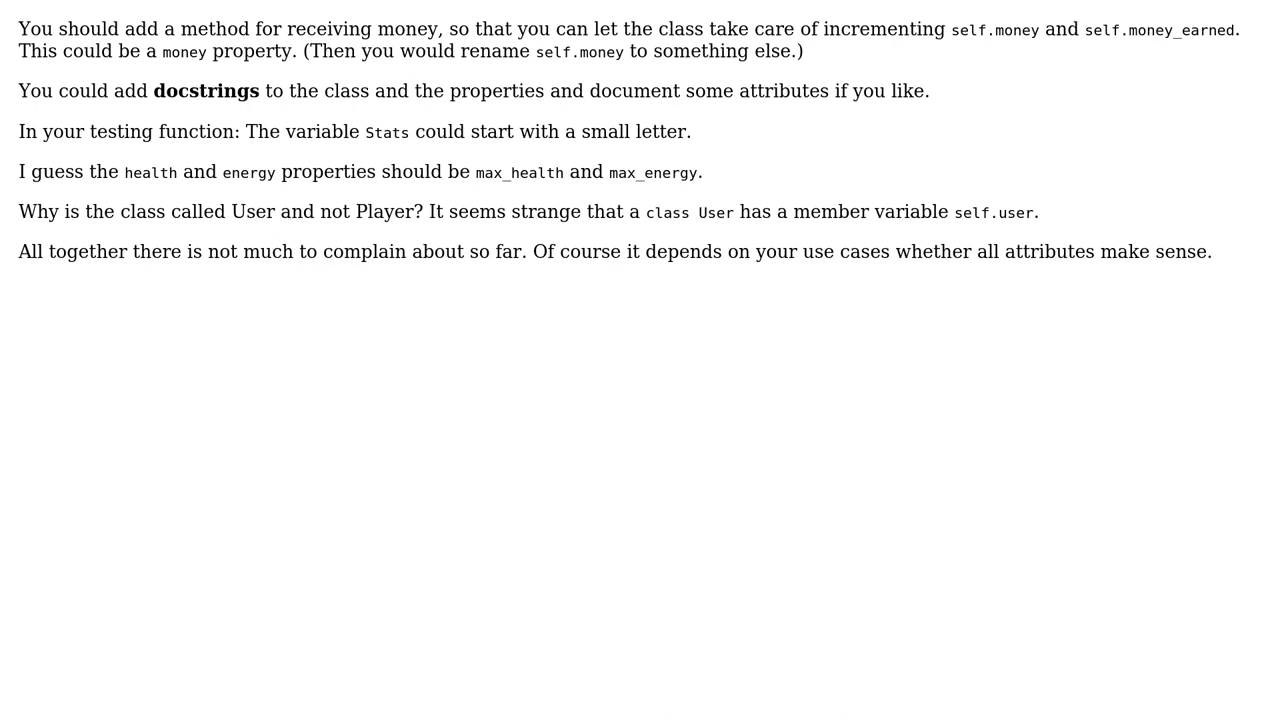 You should add a method for receiving money, so that you can let the class take care of incrementing self.money and self.money_earned.
This could be a money property. (Then you would rename self.money to something else.)
You could add docstrings to the class and the properties and document some attributes if you like.
In your testing function: The variable Stats could start with a small letter.
I guess the health and energy properties should be max_health and max_energy.
Why is the class called User and not Player? It seems strange that a class User has a member variable self.user.
All together there is not much to complain about so far. Of course it depends on your use cases whether all attributes make sense.